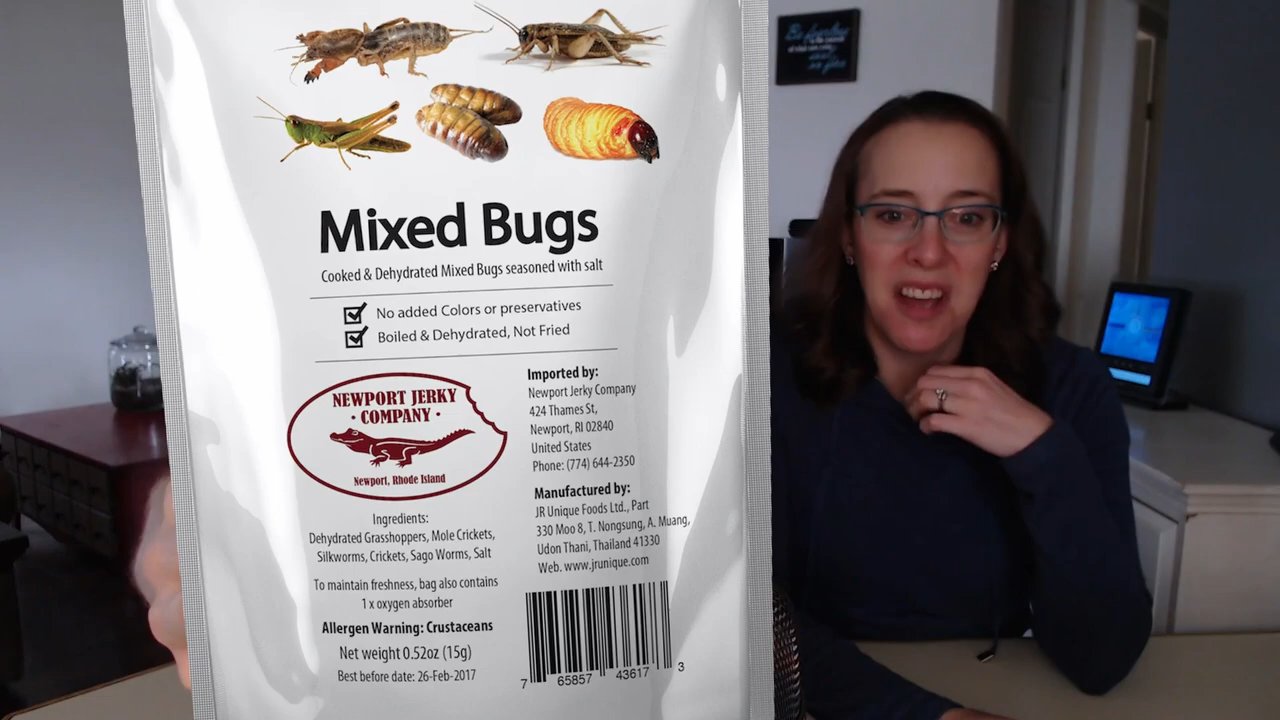 Mixed Bugs
Cooked & Dehydrated Mixed Bugs seasoned with salt
No added Colors or preservatives
Boiled & Dehydrated, Not Fried
NEWPORT JERKY
· COMPANY ·
Newport, Rhode Island
Ingredients:
Dehydrated Grasshoppers, Mole Crickets,
Silkworms, Crickets, Sago Worms, Salt
To maintain freshness, bag also contains
1 x oxygen absorber
Allergen Warning: Crustaceans
Net weight 0.52oz (15g)
Best before date: 26-Feb-2017
Imported by:
Newport Jerky Company
424 Thames St,
Newport, RI 02840
United States
Phone: (774) 644-2350
Manufactured by:
JR Unique Foods Ltd., Part
330 Moo 8, T. Nongsung, A. Muang,
Udon Thani, Thailand 41330
Web. www.jrunique.com
7 65857 43617 3